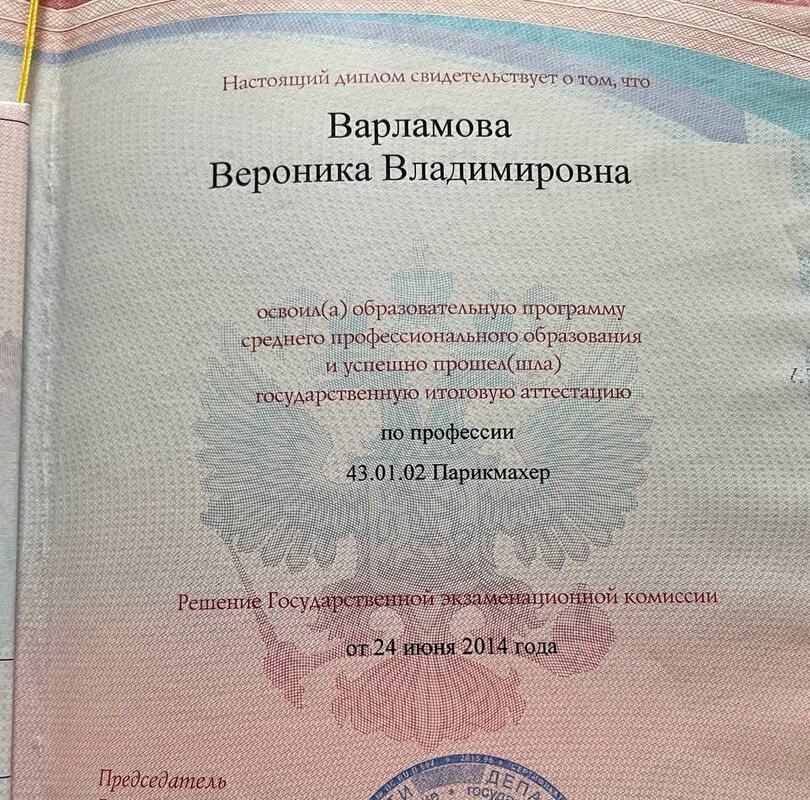 Настоящий диплом свидетельствует о том, что
Варламова
Вероника Владимировна
освоил(а) образовательную программу
среднего профессионального образования
и успешно прошел(шла)
государственную итоговую аттестацию
по профессии
43.01.02 Парикмахер
Решение Государственной экзаменационной комиссии
от 24 июня 2014 года
Председатель